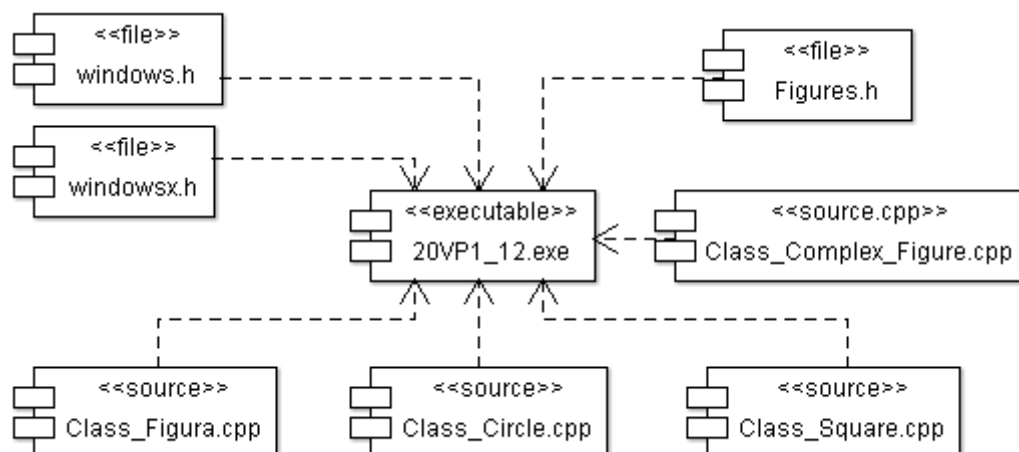 <<file>>
windows.h
<<file>>
Figures.h
<<file>>
windowsx.h
<<executable>>
20VP1_12.exe
<<source.cpp>>
Class_Complex_Figure.cpp
<<source>>
Class_Figura.cpp
<<source>>
Class_Circle.cpp
<<source>>
Class_Square.cpp